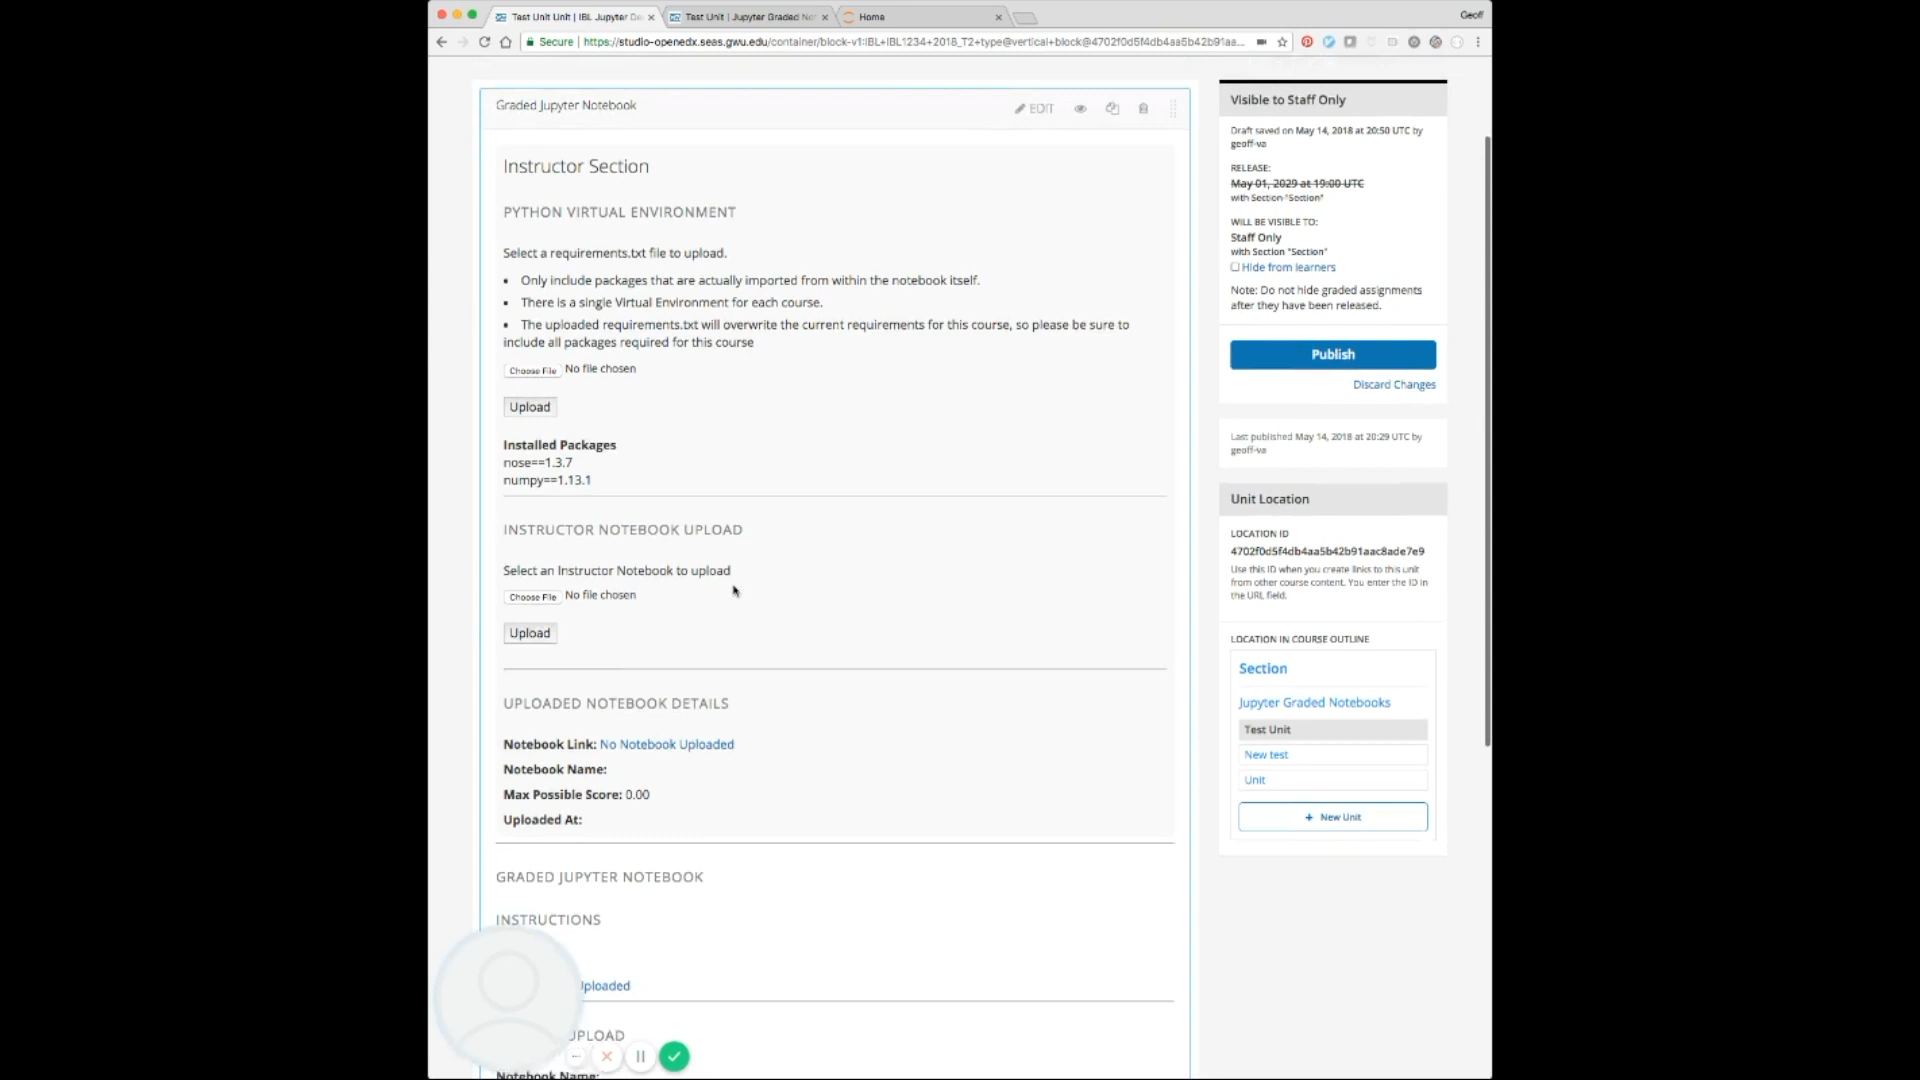 Test Unit Unit | IBL Jupyter De
Test Unit | Jupyter Graded Not
Home
Geoff
Secure | https://studio-openedx.seas.gwu.edu/container/block-v1:IBL+IBL1234+2018_T2+type@vertical+block@4702f0d5f4db4aa5b42b91aa...
Graded Jupyter Notebook
EDIT
Instructor Section
PYTHON VIRTUAL ENVIRONMENT
Select a requirements.txt file to upload.
• Only include packages that are actually imported from within the notebook itself.
• There is a single Virtual Environment for each course.
• The uploaded requirements.txt will overwrite the current requirements for this course, so please be sure to
include all packages required for this course
Choose File No file chosen
Upload
Installed Packages
nose==1.3.7
numpy==1.13.1
INSTRUCTOR NOTEBOOK UPLOAD
Select an Instructor Notebook to upload
Choose File No file chosen
Upload
UPLOADED NOTEBOOK DETAILS
Notebook Link: No Notebook Uploaded
Notebook Name:
Max Possible Score: 0.00
Uploaded At:
GRADED JUPYTER NOTEBOOK
INSTRUCTIONS
Uploaded
UPLOAD
Notebook Name:
Visible to Staff Only
Draft saved on May 14, 2018 at 20:50 UTC by
geoff-va
RELEASE:
May 01, 2029 at 19:00 UTC
with Section "Section"
WILL BE VISIBLE TO:
Staff Only
with Section "Section"
Hide from learners
Note: Do not hide graded assignments
after they have been released.
Publish
Discard Changes
Last published May 14, 2018 at 20:29 UTC by
geoff-va
Unit Location
LOCATION ID
4702f0d5f4db4aa5b42b91aac8ade7e9
Use this ID when you create links to this unit
from other course content. You enter the ID in
the URL field.
LOCATION IN COURSE OUTLINE
Section
Jupyter Graded Notebooks
Test Unit
New test
Unit
+ New Unit